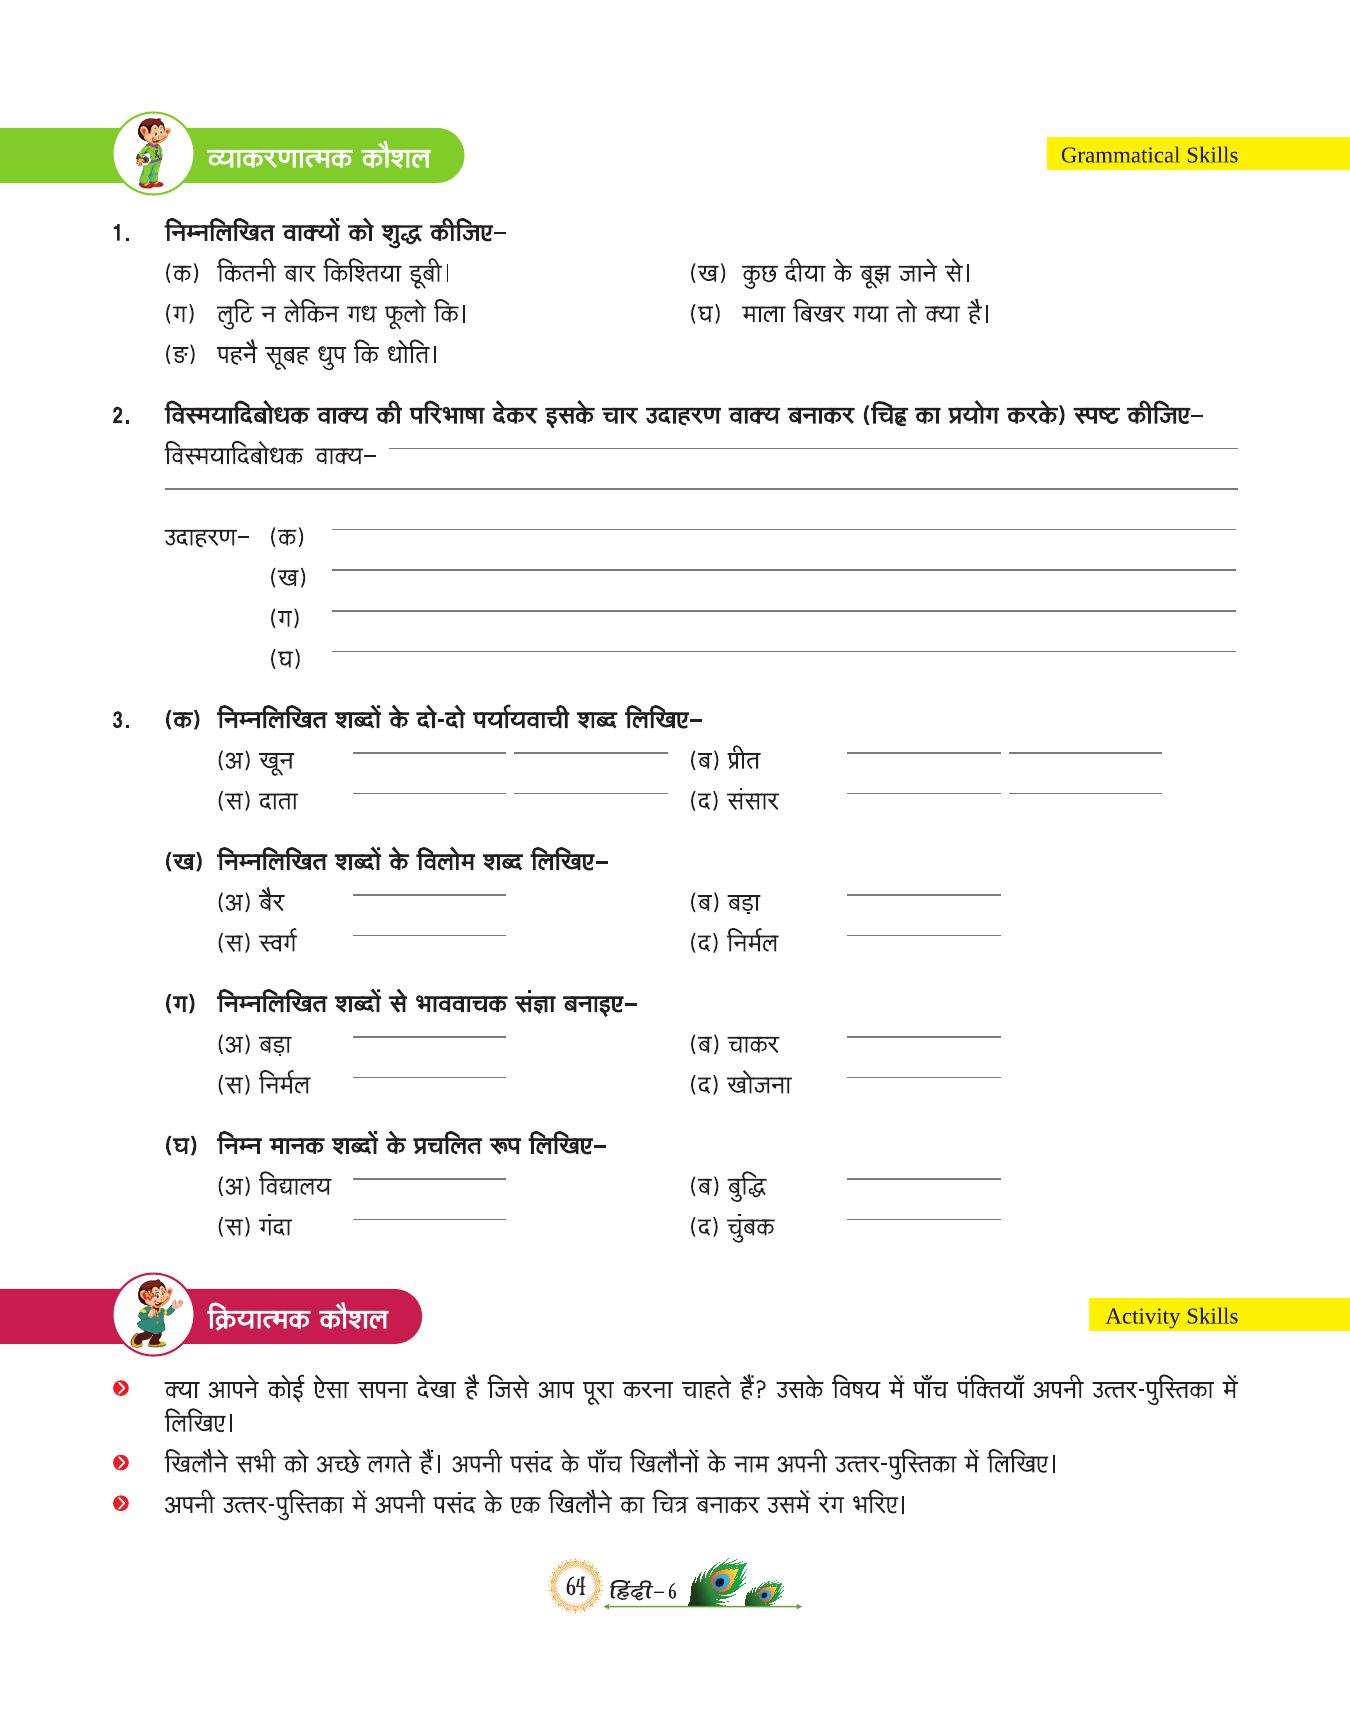 व्याकरणात्मक कौशल
Grammatical Skills
1. निम्नलिखित वाक्यों को शुद्ध कीजिए–
(क) कितनी बार किश्तिया डूबी। (ख) कुछ दीया के बूझ जाने से।
(ग) लुटि न लेकिन गध फूलो कि। (घ) माला बिखर गया तो क्या है।
(ङ) पहनै सूबह धुप कि धोति।
2. विस्मयादिबोधक वाक्य की परिभाषा देकर इसके चार उदाहरण वाक्य बनाकर (चिह्न का प्रयोग करके) स्पष्ट कीजिए–
विस्मयादिबोधक वाक्य–
उदाहरण– (क)
(ख)
(ग)
(घ)
3. (क) निम्नलिखित शब्दों के दो-दो पर्यायवाची शब्द लिखिए–
(अ) खून (ब) प्रीत
(स) दाता (द) संसार
(ख) निम्नलिखित शब्दों के विलोम शब्द लिखिए–
(अ) बैर (ब) बड़ा
(स) स्वर्ग (द) निर्मल
(ग) निम्नलिखित शब्दों से भाववाचक संज्ञा बनाइए–
(अ) बड़ा (ब) चाकर
(स) निर्मल (द) खोजना
(घ) निम्न मानक शब्दों के प्रचलित रूप लिखिए–
(अ) विद्यालय (ब) बुद्धि
(स) गंदा (द) चुंबक
क्रियात्मक कौशल
Activity Skills
क्या आपने कोई ऐसा सपना देखा है जिसे आप पूरा करना चाहते हैं? उसके विषय में पाँच पंक्तियाँ अपनी उत्तर-पुस्तिका में
लिखिए।
खिलौने सभी को अच्छे लगते हैं। अपनी पसंद के पाँच खिलौनों के नाम अपनी उत्तर-पुस्तिका में लिखिए।
अपनी उत्तर-पुस्तिका में अपनी पसंद के एक खिलौने का चित्र बनाकर उसमें रंग भरिए।
64 हिंदी–6